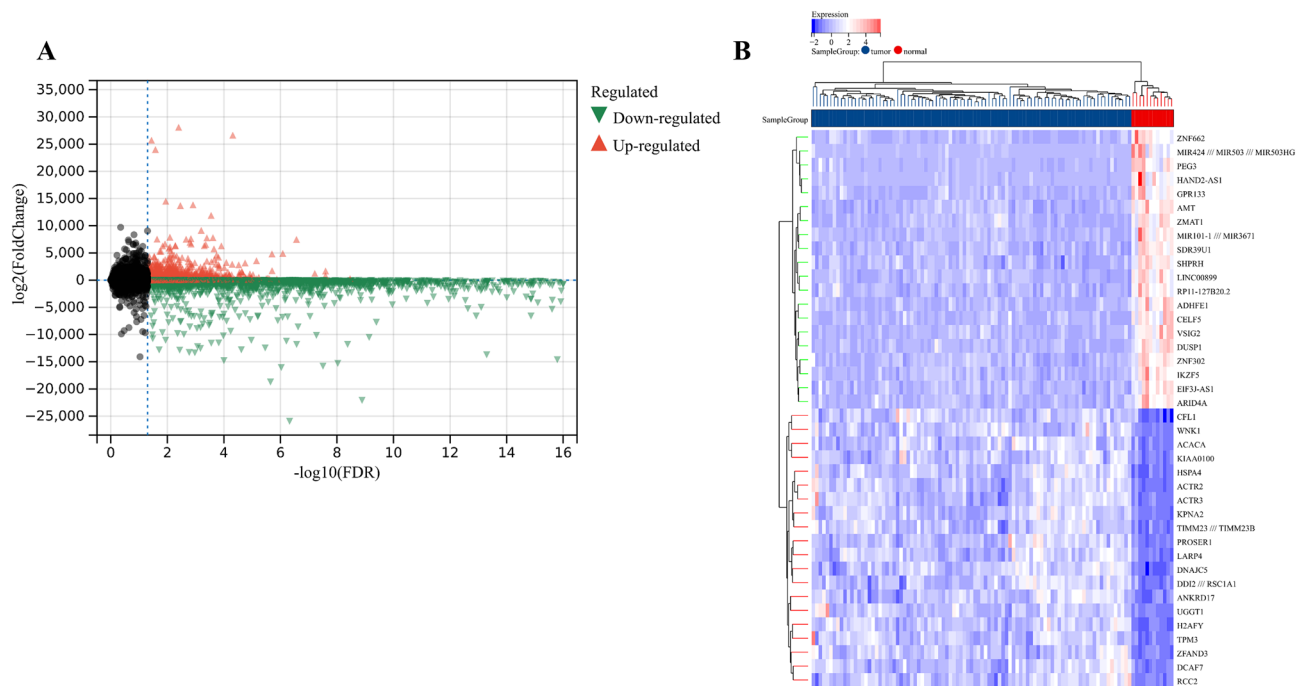 A
35,000
30,000
25,000
20,000
15,000
10,000
5,000
0
−5,000
−10,000
−15,000
−20,000
−25,000
log2(FoldChange)
0 2 4 6 8 10 12 14 16
-log10(FDR)
Regulated
Down-regulated
Up-regulated
B
Expression
−2 0 2 4
SampleGroup: tumor normal
SampleGroup
ZNF662
MIR424 /// MIR503 /// MIR503HG
PEG3
HAND2-AS1
GPR133
AMT
ZMAT1
MIR101-1 /// MIR3671
SDR39U1
SHPRH
LINC00899
RP11-127B20.2
ADHFE1
CELF5
VSIG2
DUSP1
ZNF302
IKZF5
EIF3J-AS1
ARID4A
CFL1
WNK1
ACACA
KIAA0100
HSPA4
ACTR2
ACTR3
KPNA2
TIMM23 /// TIMM23B
PROSER1
LARP4
DNAJC5
DDI2 /// RSC1A1
ANKRD17
UGGT1
H2AFY
TPM3
ZFAND3
DCAF7
RCC2